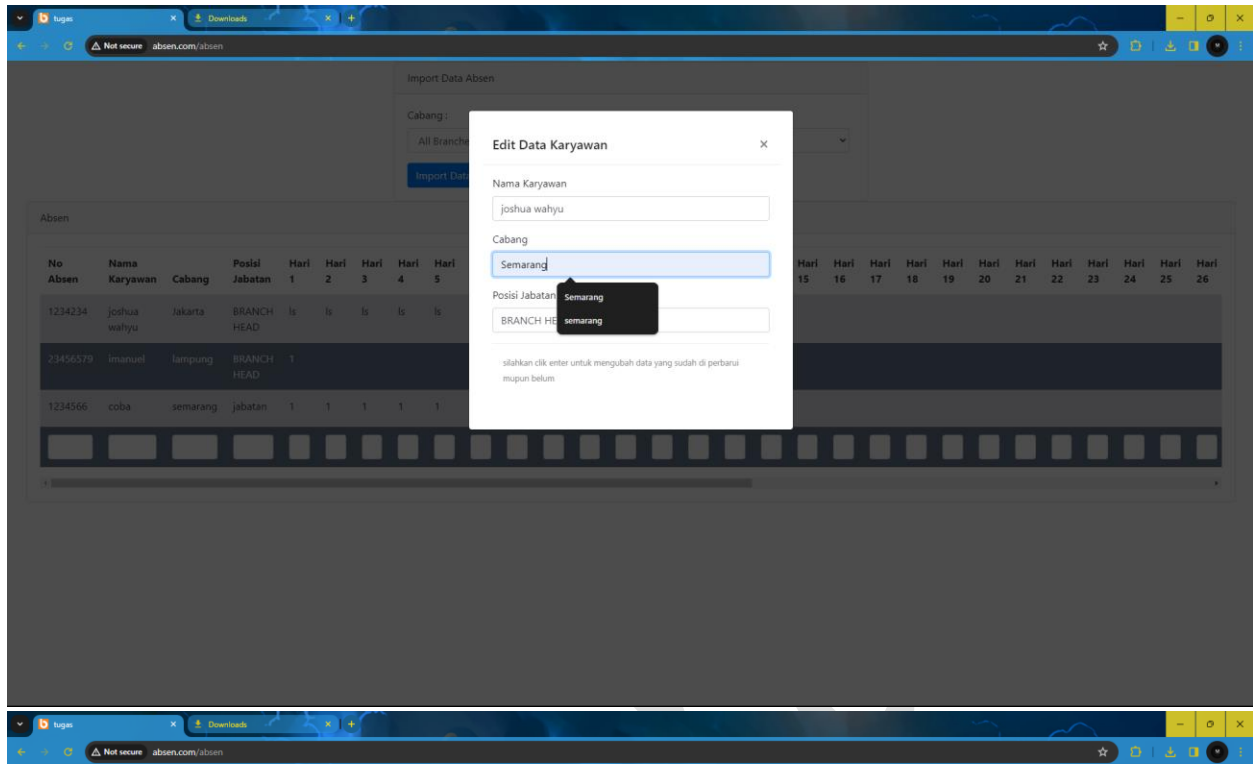 tugas
Downloads
Not secure absen.com/absen
Import Data Absen
Cabang :
All Branche
Import Data
Edit Data Karyawan
Nama Karyawan
joshua wahyu
Cabang
Semarang
Semarang
semarang
Posisi Jabatan
BRANCH HE
silahkan clik enter untuk mengubah data yang sudah di perbarui
mupun belum
Absen
No Absen Nama Karyawan Cabang Posisi Jabatan Hari 1 Hari 2 Hari 3 Hari 4 Hari 5 Hari 15 Hari 16 Hari 17 Hari 18 Hari 19 Hari 20 Hari 21 Hari 22 Hari 23 Hari 24 Hari 25 Hari 26
1234234 joshua wahyu Jakarta BRANCH HEAD ls ls ls ls ls
23456579 imanuel lampung BRANCH HEAD 1
1234566 coba semarang jabatan 1 1 1 1 1
tugas
Downloads
Not secure absen.com/absen